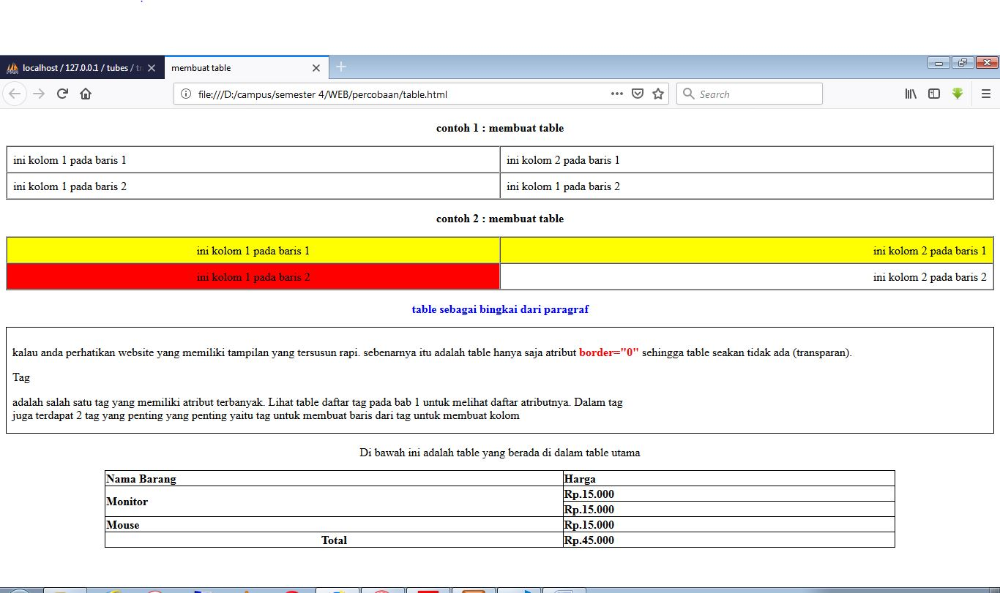 localhost / 127.0.0.1 / tubes / tr
membuat table
file:///D:/campus/semester 4/WEB/percobaan/table.html
Search
contoh 1 : membuat table
ini kolom 1 pada baris 1 ini kolom 2 pada baris 1
ini kolom 1 pada baris 2 ini kolom 1 pada baris 2
contoh 2 : membuat table
ini kolom 1 pada baris 1 ini kolom 2 pada baris 1
ini kolom 1 pada baris 2 ini kolom 2 pada baris 2
table sebagai bingkai dari paragraf
kalau anda perhatikan website yang memiliki tampilan yang tersusun rapi. sebenarnya itu adalah table hanya saja atribut border="0" sehingga table seakan tidak ada (transparan).
Tag
adalah salah satu tag yang memiliki atribut terbanyak. Lihat table daftar tag pada bab 1 untuk melihat daftar atributnya. Dalam tag
juga terdapat 2 tag yang penting yang penting yaitu tag untuk membuat baris dari tag untuk membuat kolom
Di bawah ini adalah table yang berada di dalam table utama
Nama Barang Harga
Monitor Rp.15.000
Rp.15.000
Mouse Rp.15.000
Total Rp.45.000